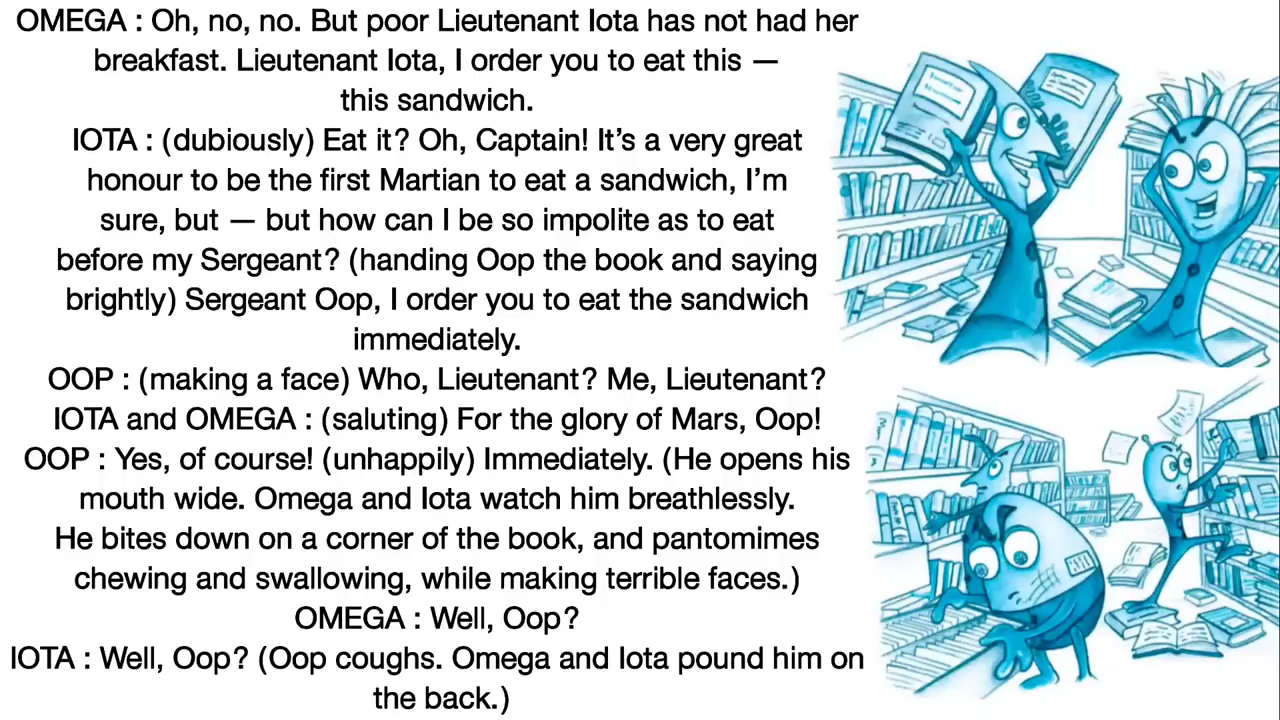 OMEGA : Oh, no, no. But poor Lieutenant Iota has not had her
breakfast. Lieutenant Iota, I order you to eat this —
this sandwich.
IOTA : (dubiously) Eat it? Oh, Captain! It’s a very great
honour to be the first Martian to eat a sandwich, I’m
sure, but — but how can I be so impolite as to eat
before my Sergeant? (handing Oop the book and saying
brightly) Sergeant Oop, I order you to eat the sandwich
immediately.
OOP : (making a face) Who, Lieutenant? Me, Lieutenant?
IOTA and OMEGA : (saluting) For the glory of Mars, Oop!
OOP : Yes, of course! (unhappily) Immediately. (He opens his
mouth wide. Omega and Iota watch him breathlessly.
He bites down on a corner of the book, and pantomimes
chewing and swallowing, while making terrible faces.)
OMEGA : Well, Oop?
IOTA : Well, Oop? (Oop coughs. Omega and Iota pound him on
the back.)